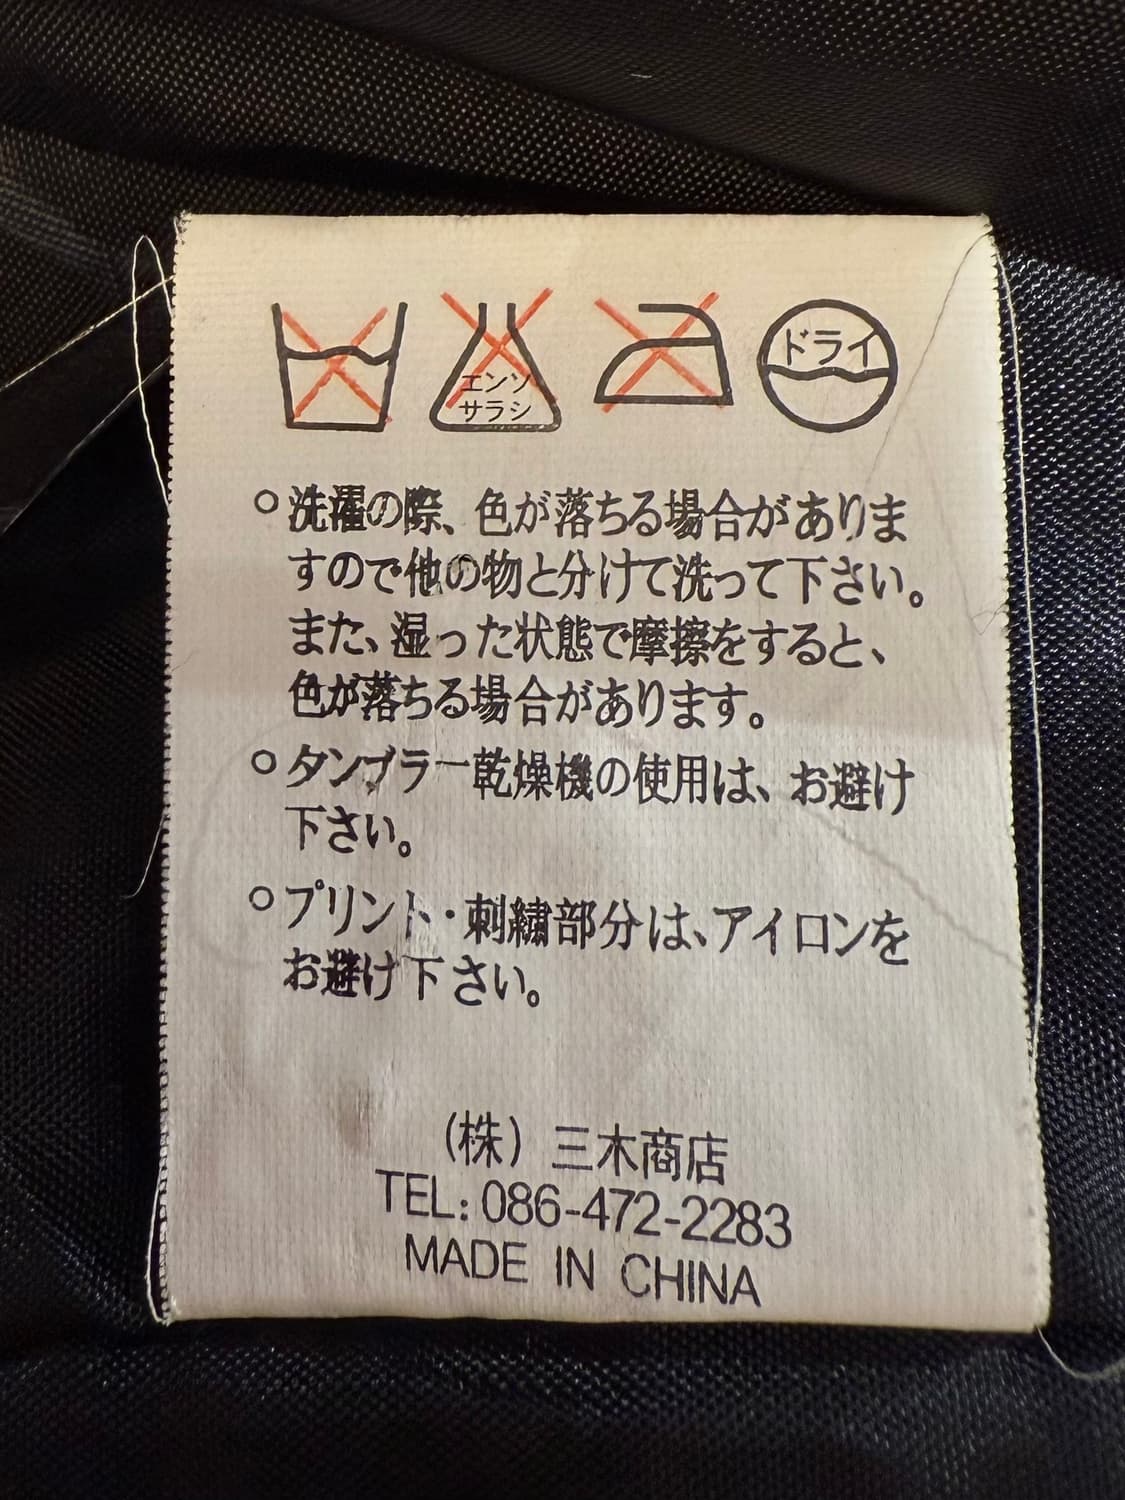 エンソ
サラシ
ドライ
○洗濯の際、色が落ちる場合がありま
すので他の物と分けて洗って下さい。
また、湿った状態で摩擦をすると、
色が落ちる場合があります。
○タンブラー乾燥機の使用は、お避け
下さい。
○プリント・刺繍部分は、アイロンを
お避け下さい。
(株) 三木商店
TEL:086-472-2283
MADE IN CHINA